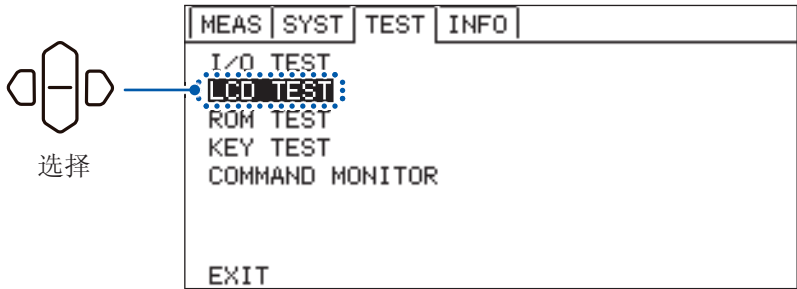 MEAS SYST TEST INFO
I/O TEST
LCD TEST
ROM TEST
KEY TEST
COMMAND MONITOR
EXIT
选择